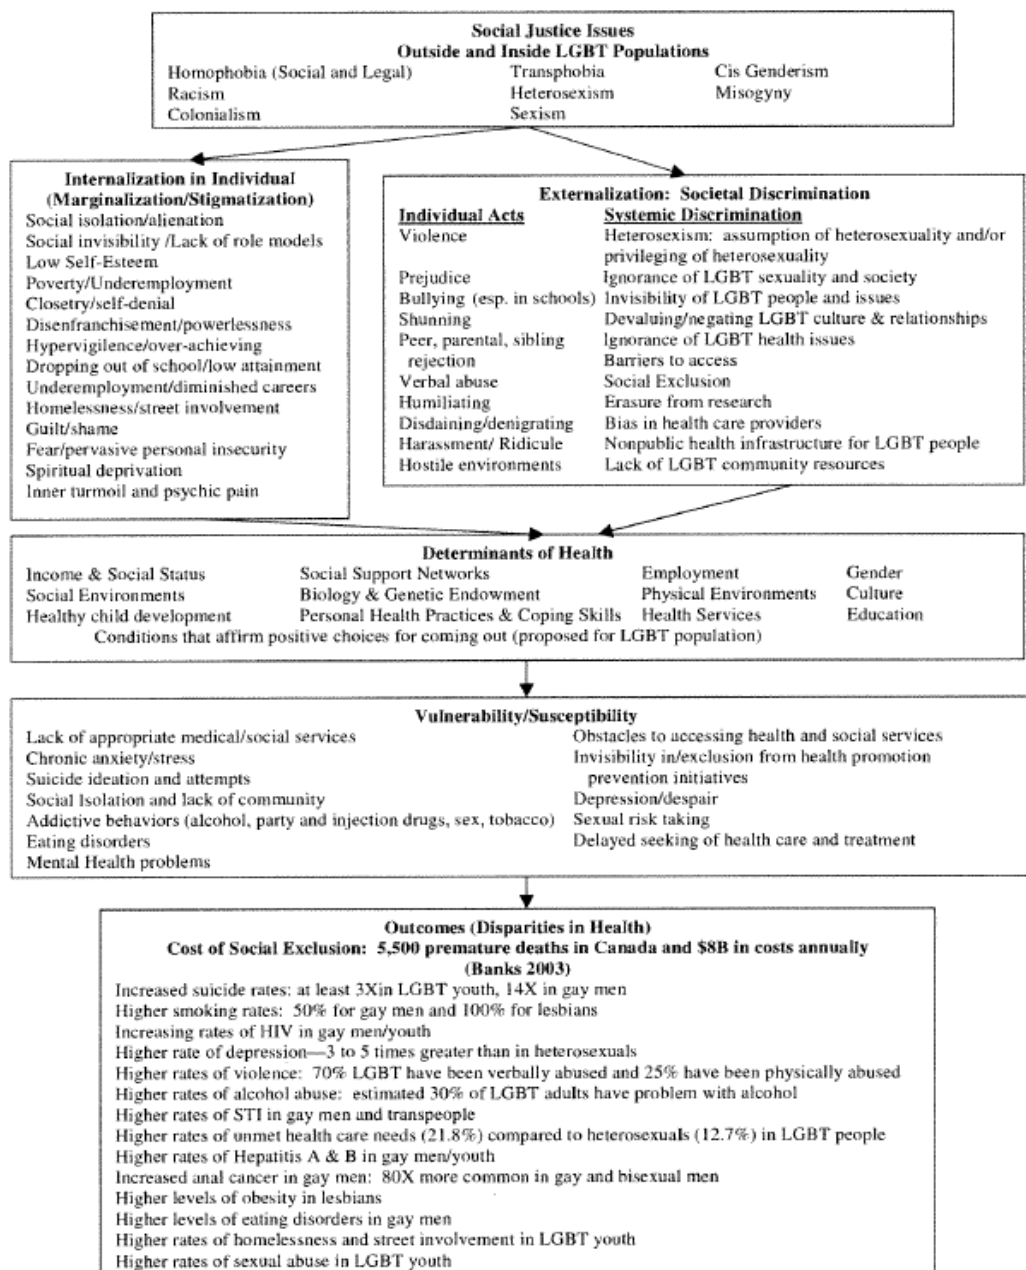 Social Justice Issues
Outside and Inside LGBT Populations
Homophobia (Social and Legal) Transphobia Cis Genderism
Racism Heterosexism Misogyny
Colonialism Sexism
Internalization in Individual
(Marginalization/Stigmatization)
Social isolation/alienation
Social invisibility /Lack of role models
Low Self-Esteem
Poverty/Underemployment
Closetry/self-denial
Disenfranchisement/powerlessness
Hypervigilence/over-achieving
Dropping out of school/low attainment
Underemployment/diminished careers
Homelessness/street involvement
Guilt/shame
Fear/pervasive personal insecurity
Spiritual deprivation
Inner turmoil and psychic pain
Externalization: Societal Discrimination
Individual Acts Systemic Discrimination
Violence Heterosexism: assumption of heterosexuality and/or
privileging of heterosexuality
Prejudice Ignorance of LGBT sexuality and society
Bullying (esp. in schools) Invisibility of LGBT people and issues
Shunning Devaluing/negating LGBT culture & relationships
Peer, parental, sibling Ignorance of LGBT health issues
rejection Barriers to access
Verbal abuse Social Exclusion
Humiliating Erasure from research
Disdaining/denigrating Bias in health care providers
Harassment/ Ridicule Nonpublic health infrastructure for LGBT people
Hostile environments Lack of LGBT community resources
Determinants of Health
Income & Social Status Social Support Networks Employment Gender
Social Environments Biology & Genetic Endowment Physical Environments Culture
Healthy child development Personal Health Practices & Coping Skills Health Services Education
Conditions that affirm positive choices for coming out (proposed for LGBT population)
Vulnerability/Susceptibility
Lack of appropriate medical/social services
Chronic anxiety/stress
Suicide ideation and attempts
Social Isolation and lack of community
Addictive behaviors (alcohol, party and injection drugs, sex, tobacco)
Eating disorders
Mental Health problems
Obstacles to accessing health and social services
Invisibility in/exclusion from health promotion
prevention initiatives
Depression/despair
Sexual risk taking
Delayed seeking of health care and treatment
Outcomes (Disparities in Health)
Cost of Social Exclusion: 5,500 premature deaths in Canada and $8B in costs annually
(Banks 2003)
Increased suicide rates: at least 3Xin LGBT youth, 14X in gay men
Higher smoking rates: 50% for gay men and 100% for lesbians
Increasing rates of HIV in gay men/youth
Higher rate of depression—3 to 5 times greater than in heterosexuals
Higher rates of violence: 70% LGBT have been verbally abused and 25% have been physically abused
Higher rates of alcohol abuse: estimated 30% of LGBT adults have problem with alcohol
Higher rates of STI in gay men and transpeople
Higher rates of unmet health care needs (21.8%) compared to heterosexuals (12.7%) in LGBT people
Higher rates of Hepatitis A & B in gay men/youth
Increased anal cancer in gay men: 80X more common in gay and bisexual men
Higher levels of obesity in lesbians
Higher levels of eating disorders in gay men
Higher rates of homelessness and street involvement in LGBT youth
Higher rates of sexual abuse in LGBT youth